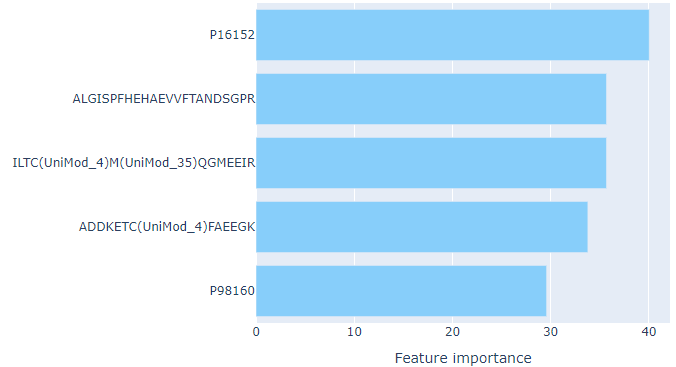 P16152
ALGISPFHEHAEVVFTANDSGPR
ILTC(UniMod_4)M(UniMod_35)QGMEEIR
ADDKETC(UniMod_4)FAEEGK
P98160
0 10 20 30 40
Feature importance